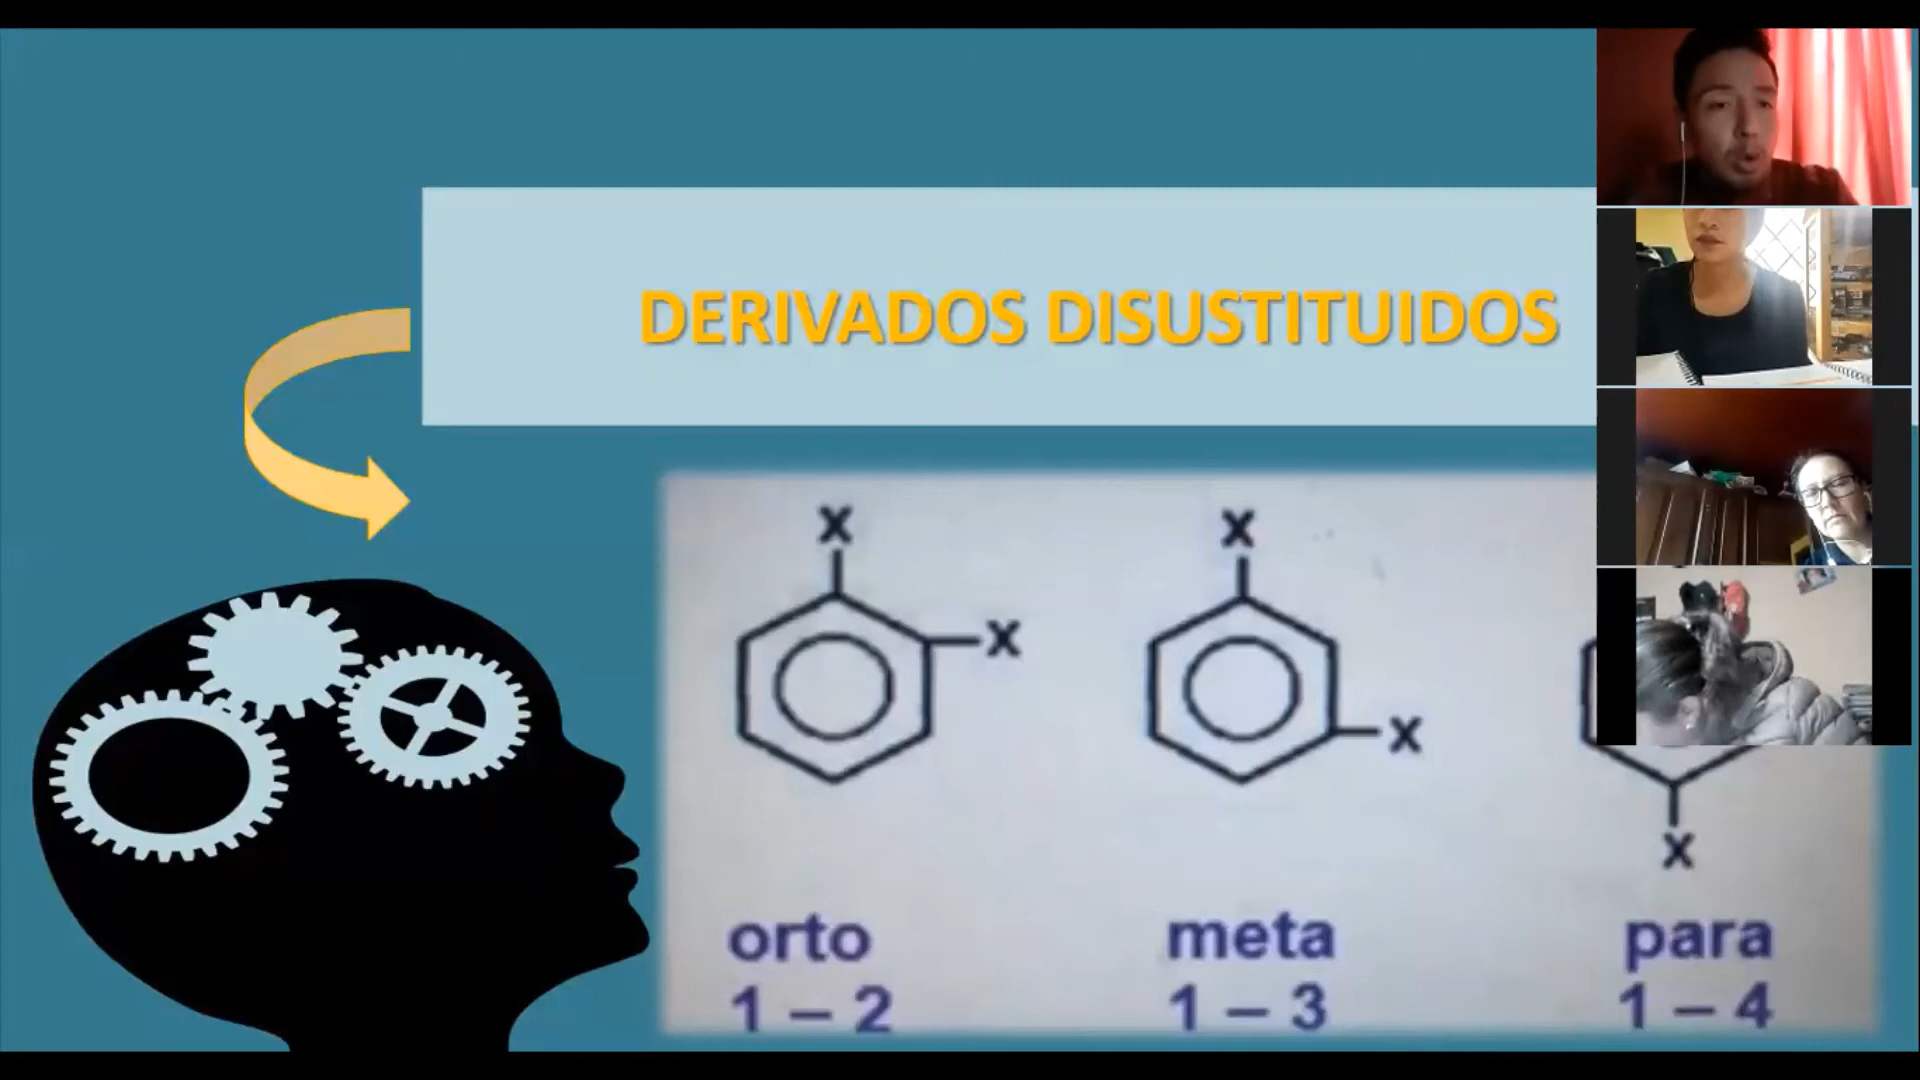 DERIVADOS DISUSTITUIDOS
X
X
X
X
X
orto
meta
para
1 – 2
1 – 3
1 – 4